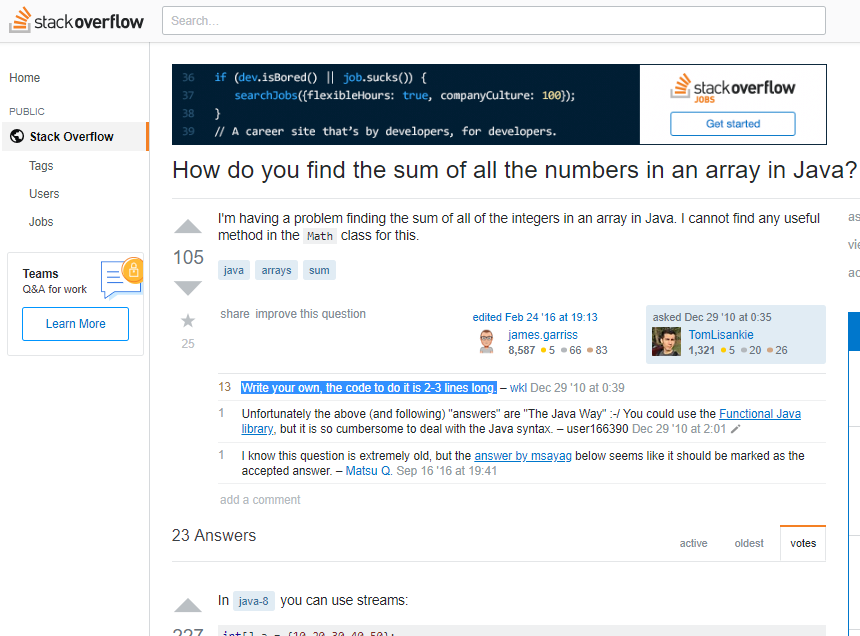 stackoverflow
Search...
Home
PUBLIC
Stack Overflow
Tags
Users
Jobs
Teams
Q&A for work
Learn More
36 if (dev.isBored() || job.sucks()) {
37 searchJobs({flexibleHours: true, companyCulture: 100});
38 }
39 // A career site that's by developers, for developers.
stackoverflow
JOBS
Get started
How do you find the sum of all the numbers in an array in Java?
105
25
I'm having a problem finding the sum of all of the integers in an array in Java. I cannot find any useful
method in the Math class for this.
java arrays sum
share improve this question
edited Feb 24 '16 at 19:13
james.garriss
8,587 5 66 83
asked Dec 29 '10 at 0:35
TomLisankie
1,321 5 20 26
13 Write your own, the code to do it is 2-3 lines long. – wkl Dec 29 '10 at 0:39
1 Unfortunately the above (and following) "answers" are "The Java Way" :-/ You could use the Functional Java
library, but it is so cumbersome to deal with the Java syntax. – user166390 Dec 29 '10 at 2:01
1 I know this question is extremely old, but the answer by msayag below seems like it should be marked as the
accepted answer. – Matsu Q. Sep 16 '16 at 19:41
add a comment
23 Answers
active oldest votes
In java-8 you can use streams:
227
int[] a = {10,20,30,40,50};
as
vi
ac